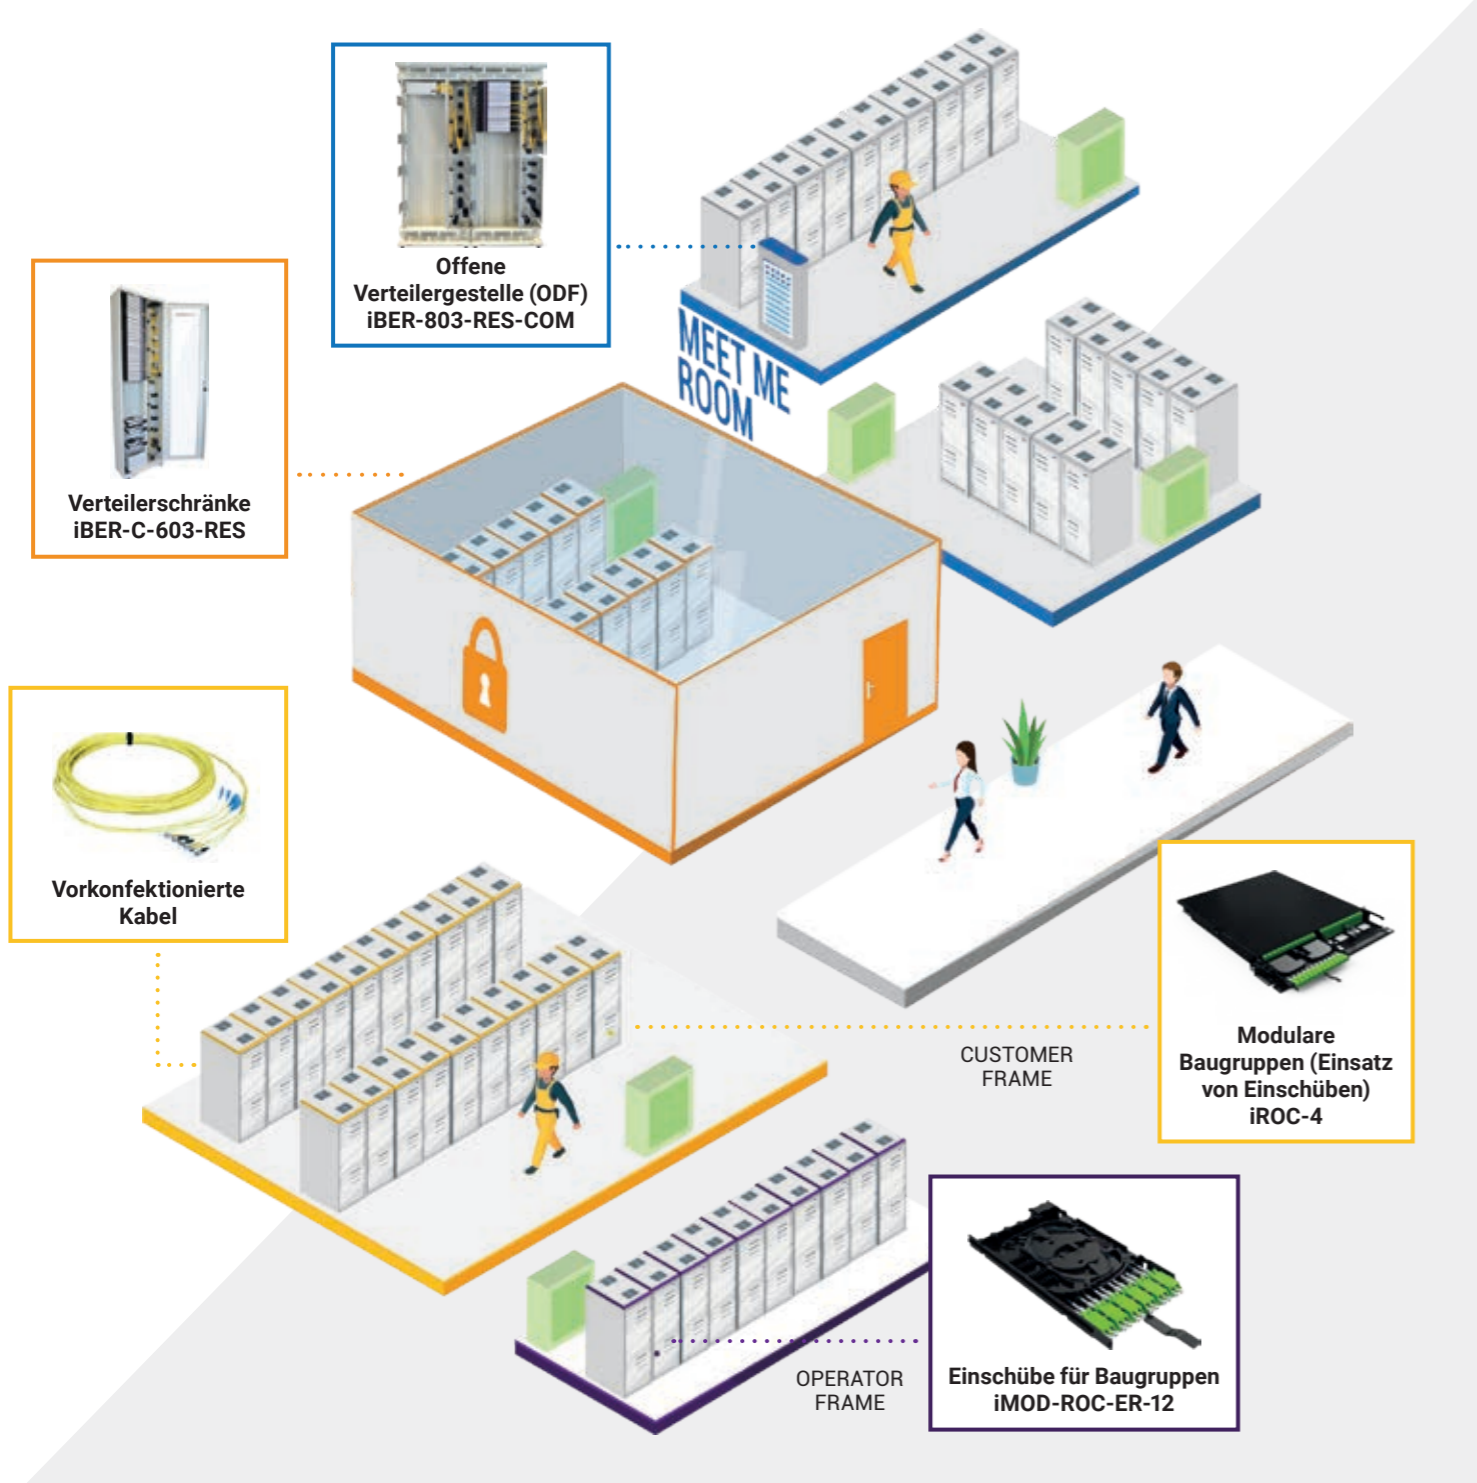 Offene
Verteilergestelle (ODF)
iBER-803-RES-COM
MEET ME
ROOM
Verteilerschränke
iBER-C-603-RES
Vorkonfektionierte
Kabel
CUSTOMER
FRAME
Modulare
Baugruppen (Einsatz
von Einschüben)
iROC-4
OPERATOR
FRAME
Einschübe für Baugruppen
iMOD-ROC-ER-12